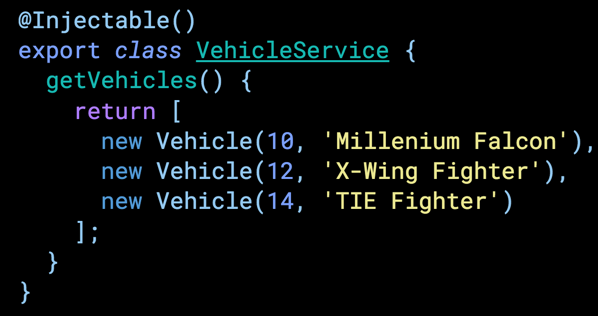 @Injectable()
export class VehicleService {
  getVehicles() {
    return [
      new Vehicle(10, 'Millenium Falcon'),
      new Vehicle(12, 'X-Wing Fighter'),
      new Vehicle(14, 'TIE Fighter')
    ];
  }
}